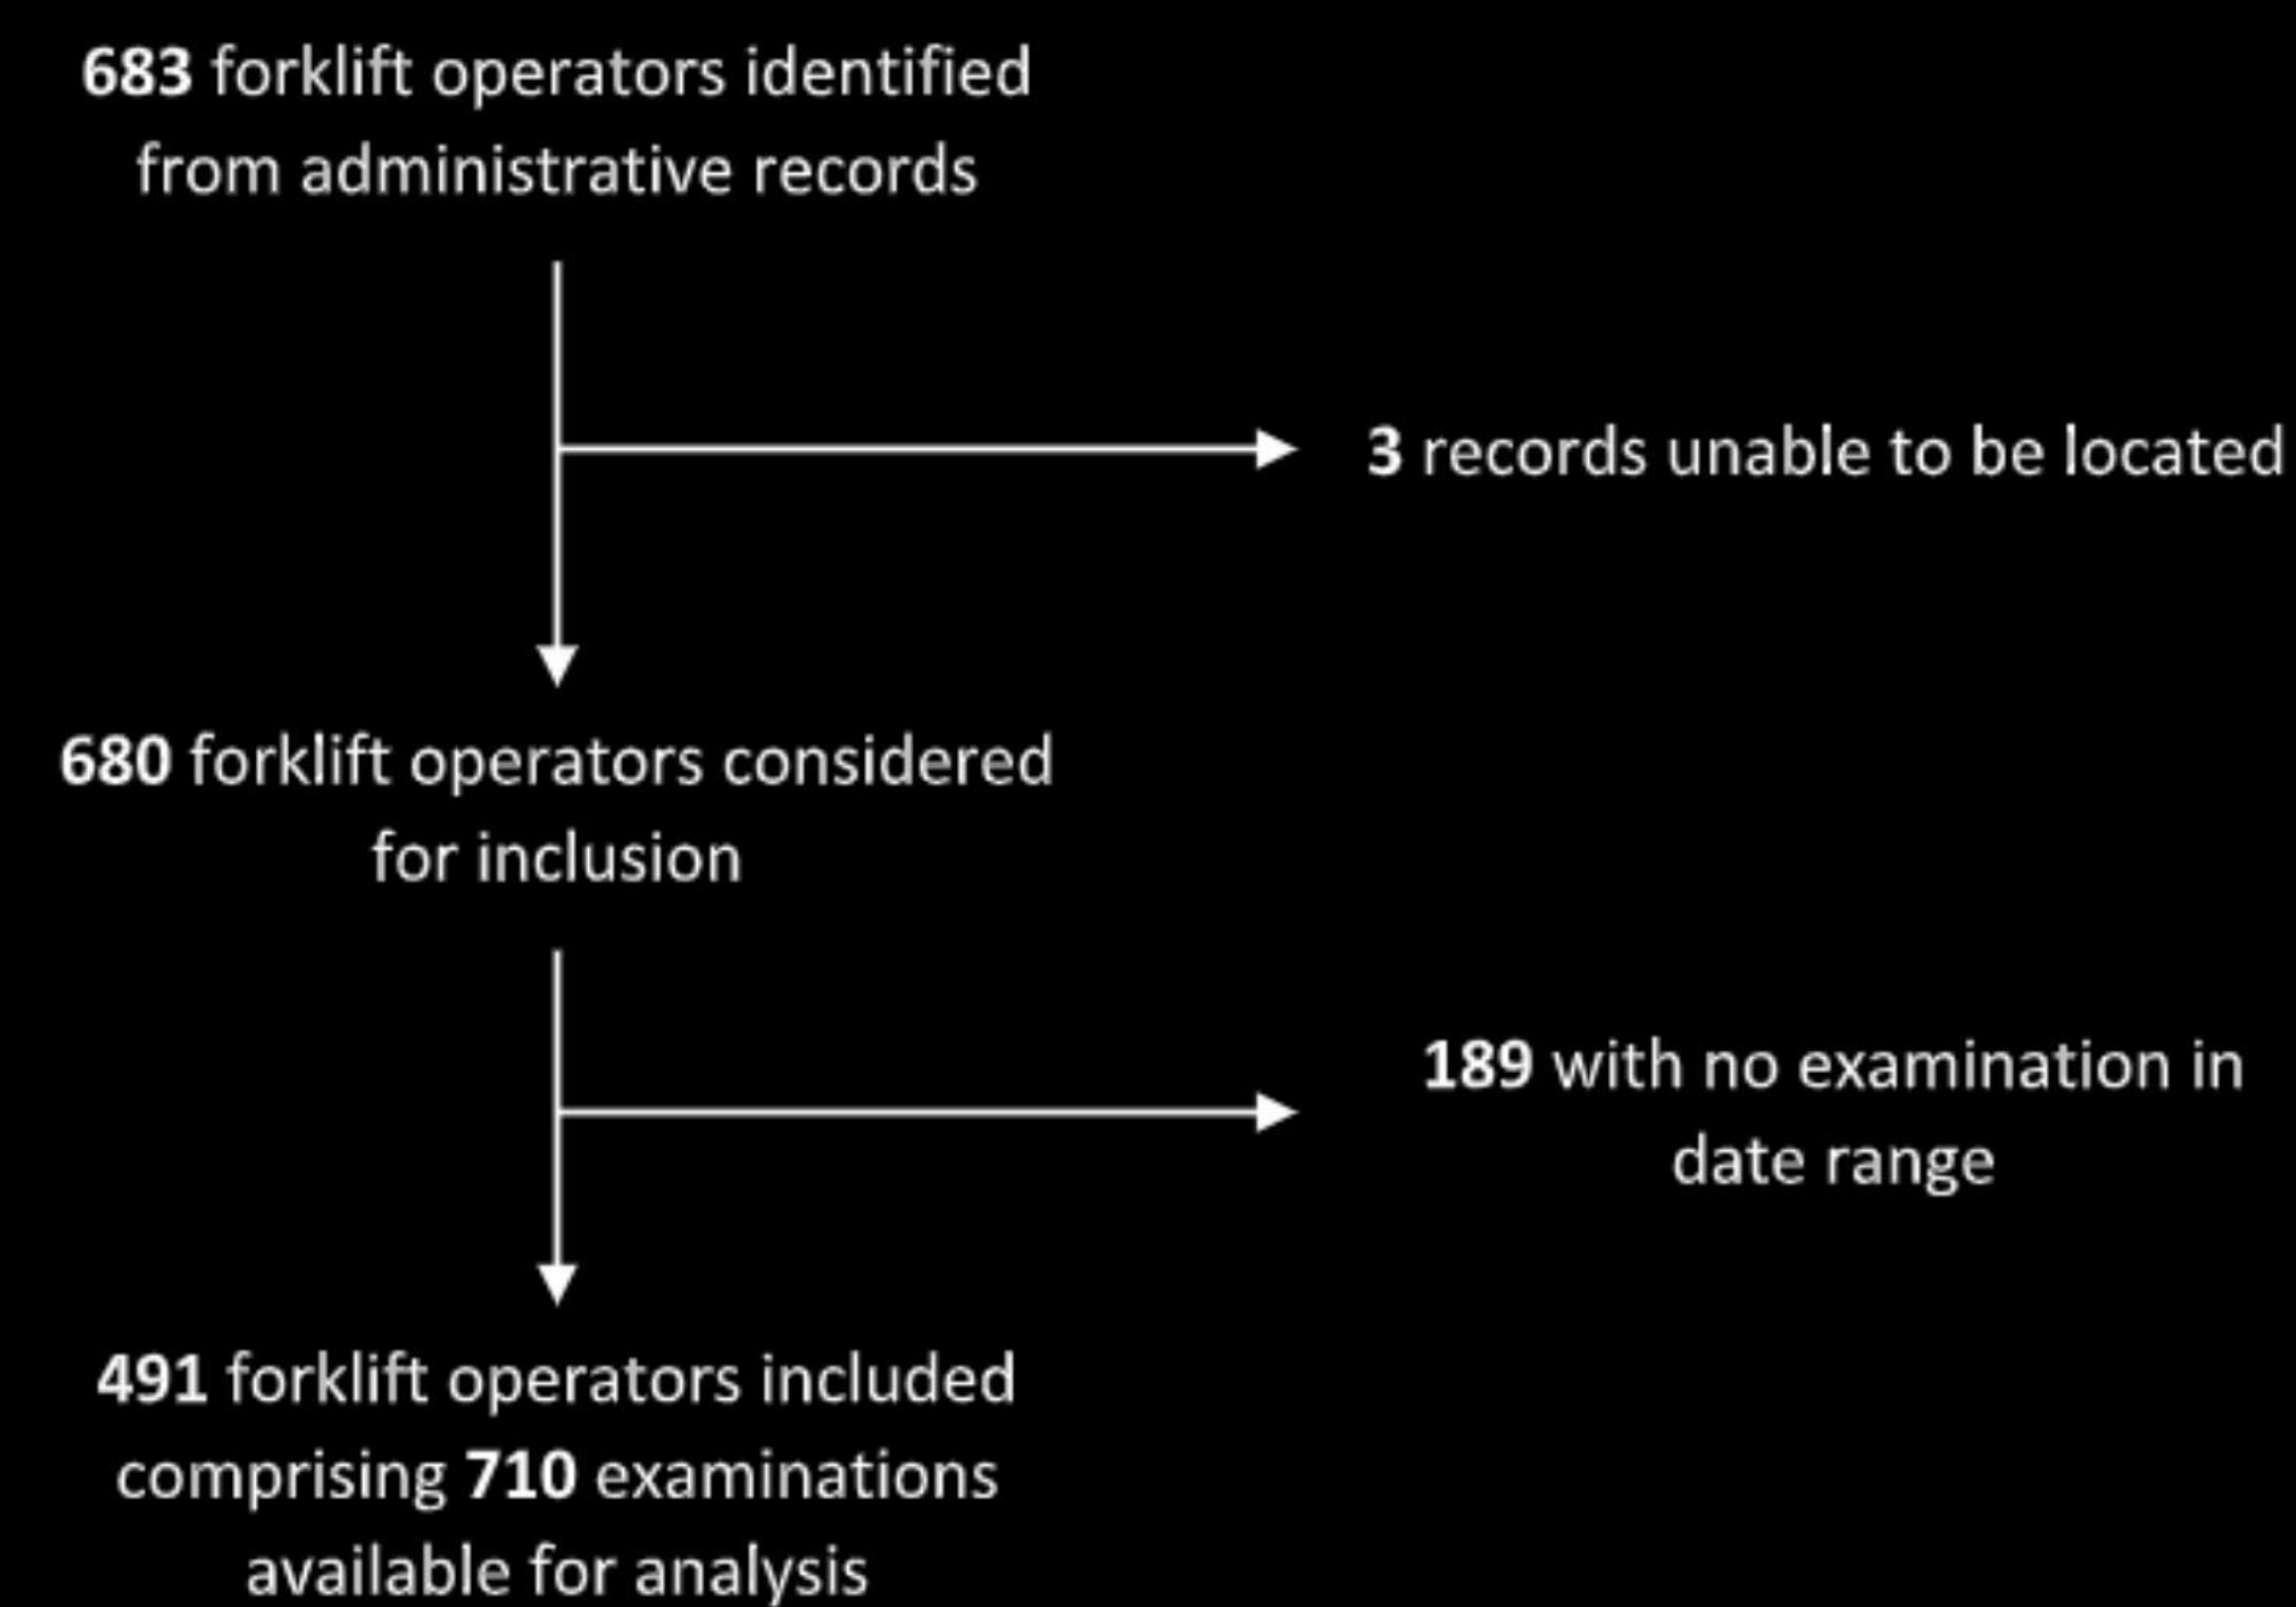 683 forklift operators identified
from administrative records
3 records unable to be located
680 forklift operators considered
for inclusion
189 with no examination in
date range
491 forklift operators included
comprising 710 examinations
available for analysis